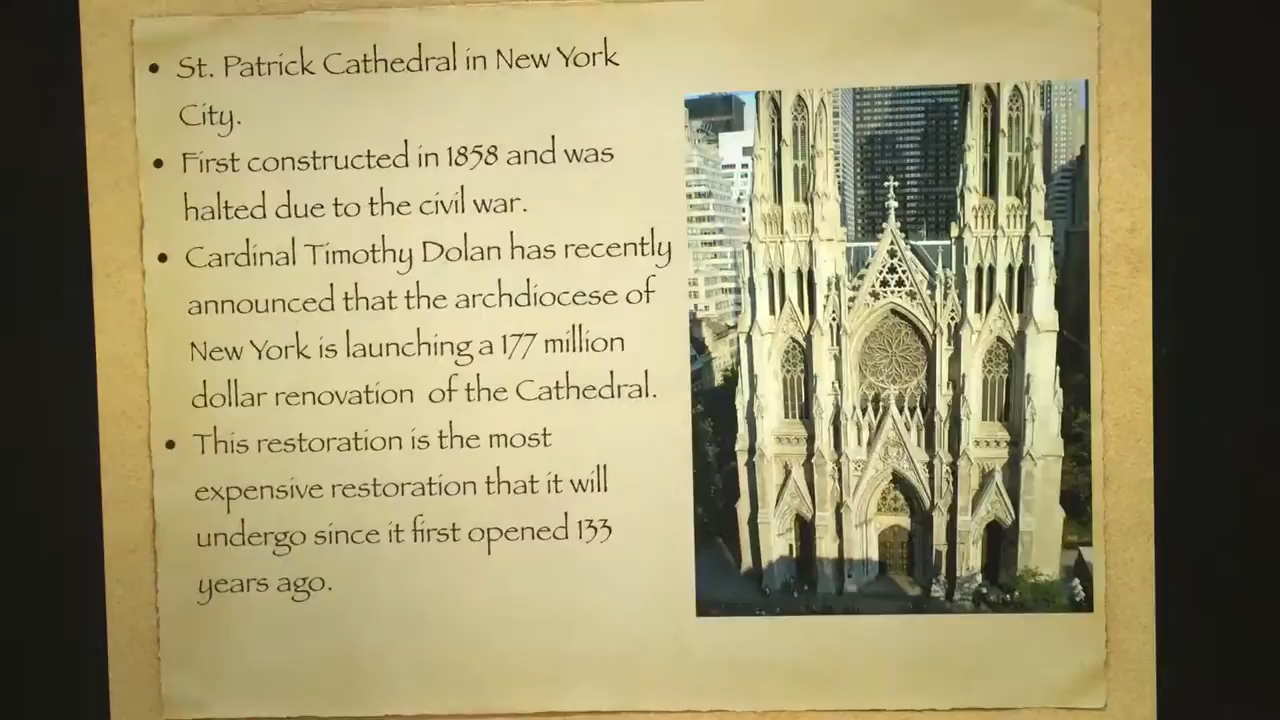 • St. Patrick Cathedral in New York
City.
• First constructed in 1858 and was
halted due to the civil war.
• Cardinal Timothy Dolan has recently
announced that the archdiocese of
New York is launching a 177 million
dollar renovation of the Cathedral.
• This restoration is the most
expensive restoration that it will
undergo since it first opened 133
years ago.